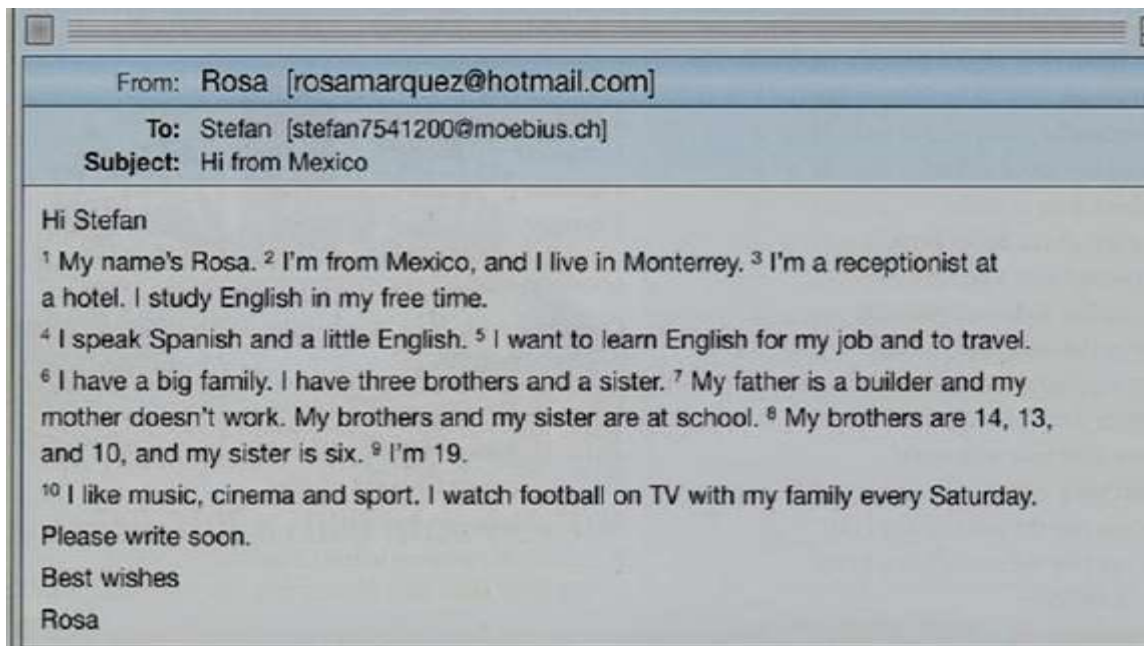 From: Rosa [rosamarquez@hotmail.com]
To: Stefan [stefan7541200@moebius.ch]
Subject: Hi from Mexico
Hi Stefan
¹ My name's Rosa. ² I'm from Mexico, and I live in Monterrey. ³ I'm a receptionist at
a hotel. I study English in my free time.
⁴ I speak Spanish and a little English. ⁵ I want to learn English for my job and to travel.
⁶ I have a big family. I have three brothers and a sister. ⁷ My father is a builder and my
mother doesn't work. My brothers and my sister are at school. ⁸ My brothers are 14, 13,
and 10, and my sister is six. ⁹ I'm 19.
¹⁰ I like music, cinema and sport. I watch football on TV with my family every Saturday.
Please write soon.
Best wishes
Rosa